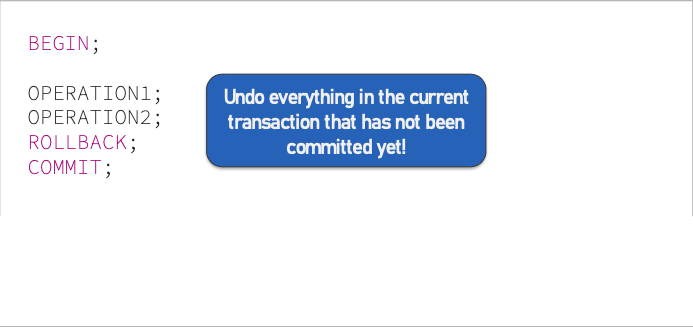 BEGIN;
OPERATION1;
OPERATION2;
ROLLBACK;
COMMIT;
Undo everything in the current
transaction that has not been
committed yet!